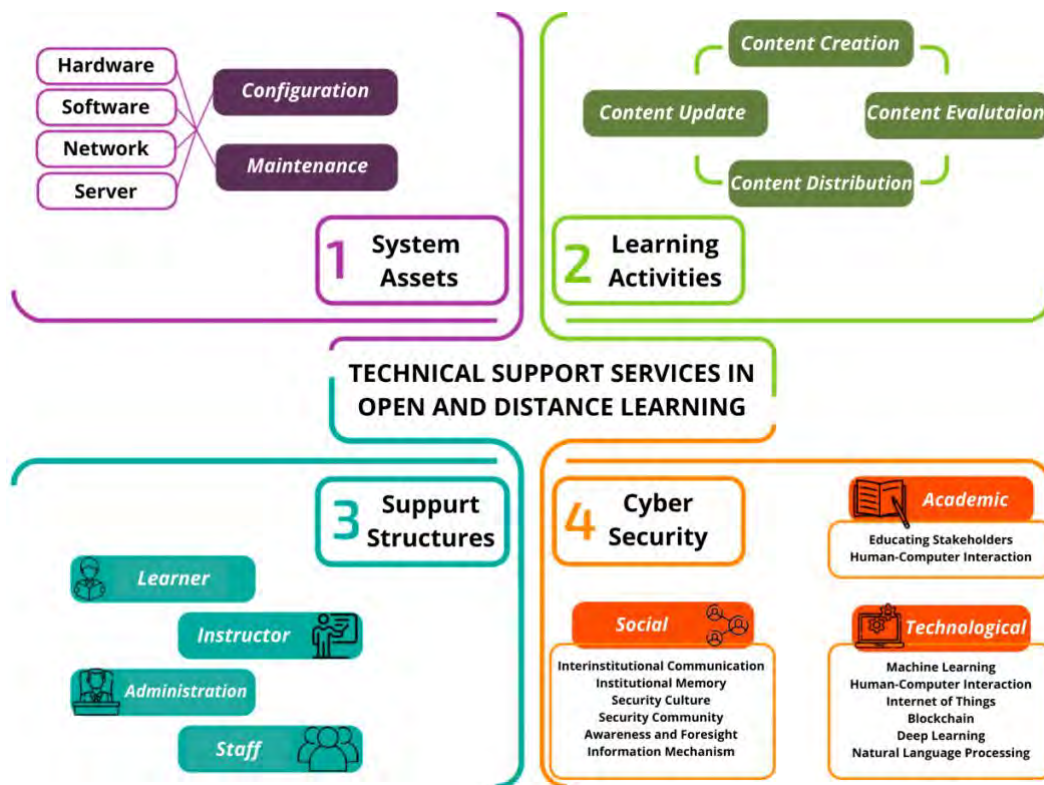 Hardware
Software
Network
Server
Configuration
Maintenance
1
System
Assets
Content Creation
Content Update
Content Evalutaion
Content Distribution
2
Learning
Activities
TECHNICAL SUPPORT SERVICES IN
OPEN AND DISTANCE LEARNING
3
Suppurt
Structures
Learner
Instructor
Administration
Staff
4
Cyber
Security
Academic
Educating Stakeholders
Human-Computer Interaction
Social
Interinstitutional Communication
Institutional Memory
Security Culture
Security Community
Awareness and Foresight
Information Mechanism
Technological
Machine Learning
Human-Computer Interaction
Internet of Things
Blockchain
Deep Learning
Natural Language Processing